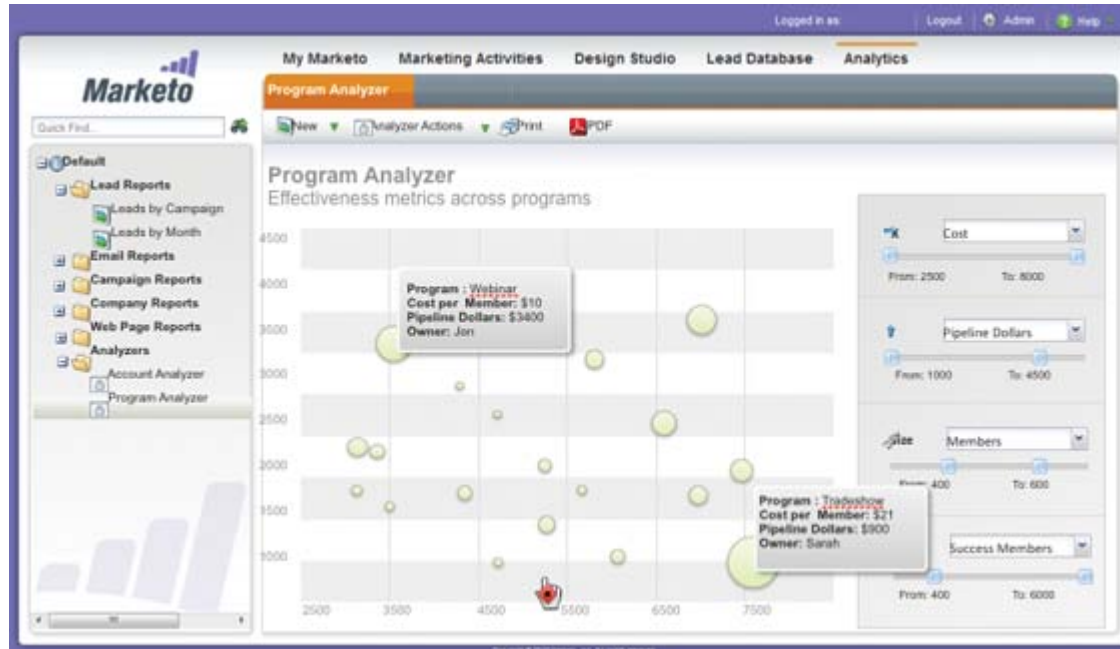 Logged in as:
Logout
Admin
Help
Marketo
My Marketo
Marketing Activities
Design Studio
Lead Database
Analytics
Program Analyzer
Quick Find...
New
Analyzer Actions
Print
PDF
Default
Lead Reports
Leads by Campaign
Leads by Month
Email Reports
Campaign Reports
Company Reports
Web Page Reports
Analyzers
Account Analyzer
Program Analyzer
Program Analyzer
Effectiveness metrics across programs
4500
4000
3500
3000
2500
2000
1500
1000
2500
3500
4500
5500
6500
7500
Program : Webinar
Cost per Member: $10
Pipeline Dollars: $3400
Owner: Jon
Program : Tradeshow
Cost per Member: $21
Pipeline Dollars: $900
Owner: Sarah
X
Cost
From: 2500
To: 8000
Pipeline Dollars
From: 1000
To: 4500
Size
Members
From: 400
To: 600
Success Members
From: 400
To: 6000